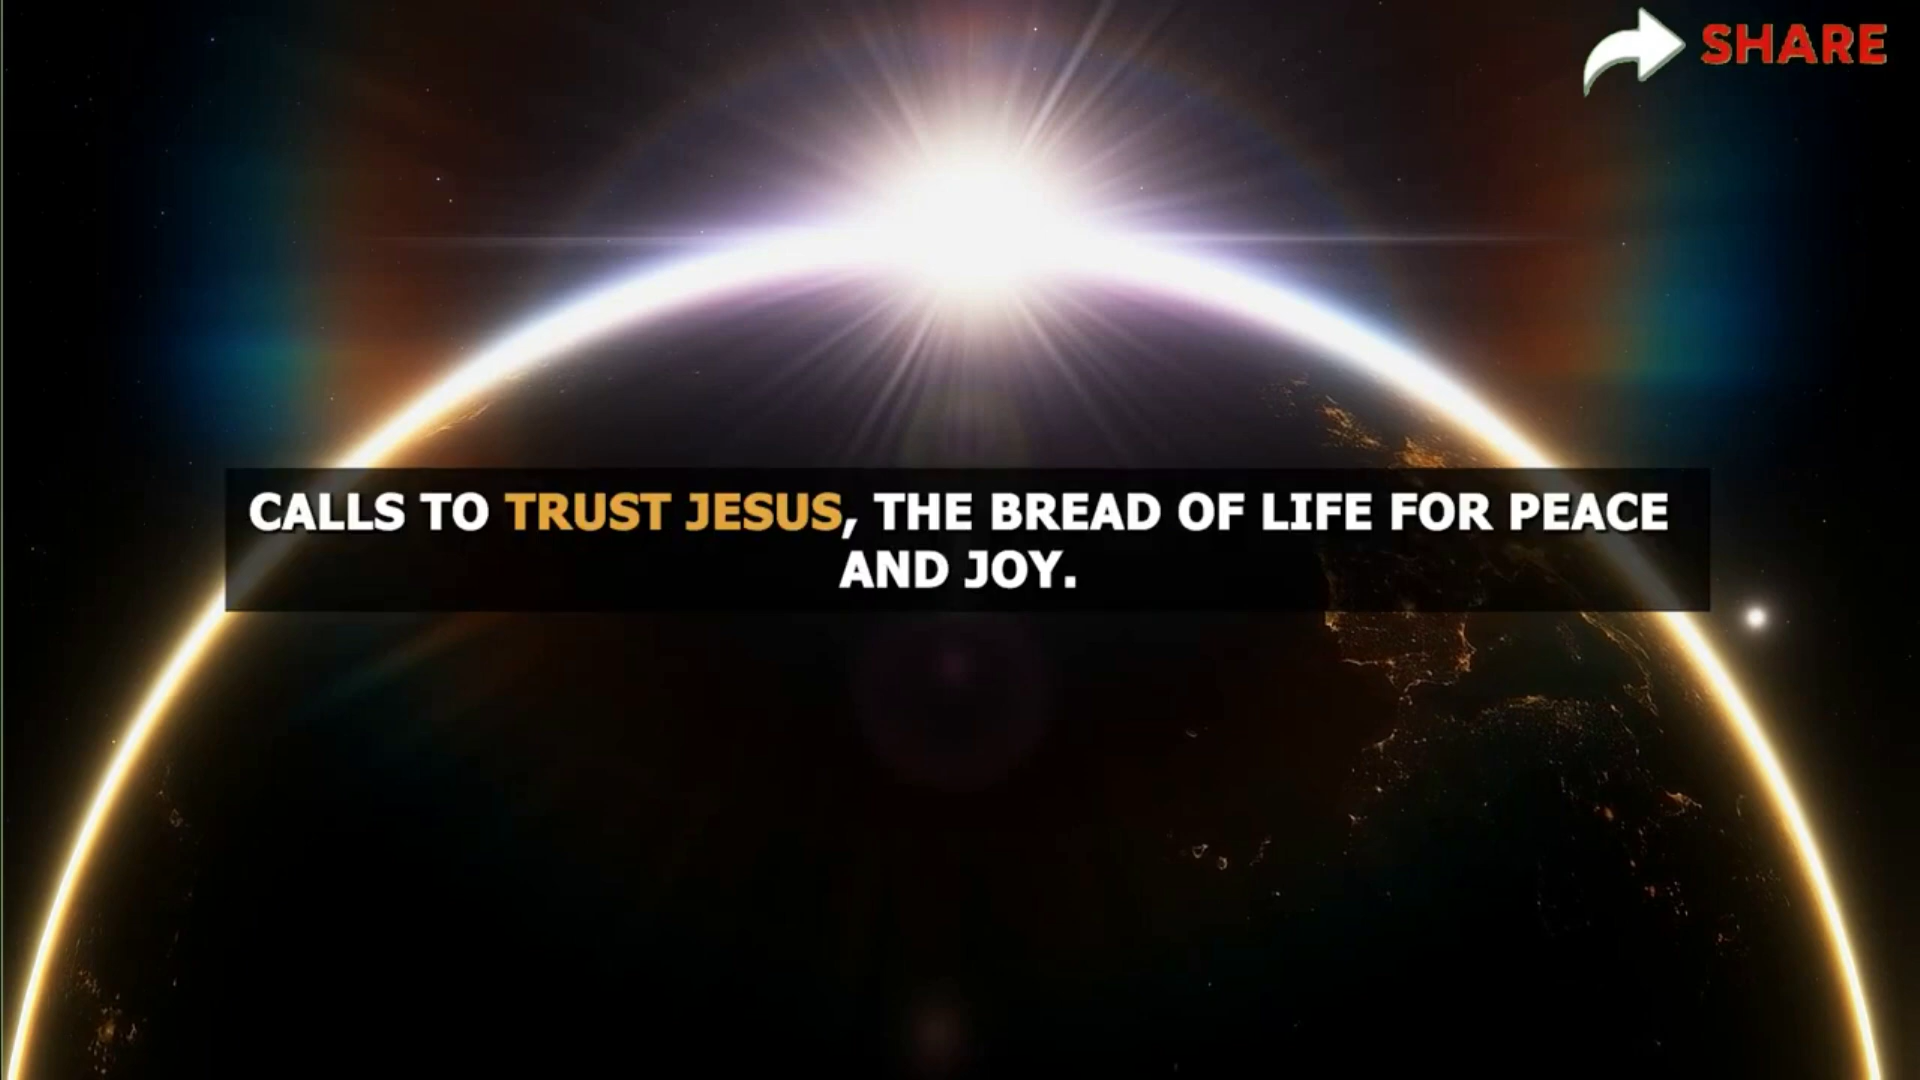 SHARE
CALLS TO TRUST JESUS, THE BREAD OF LIFE FOR PEACE
AND JOY.